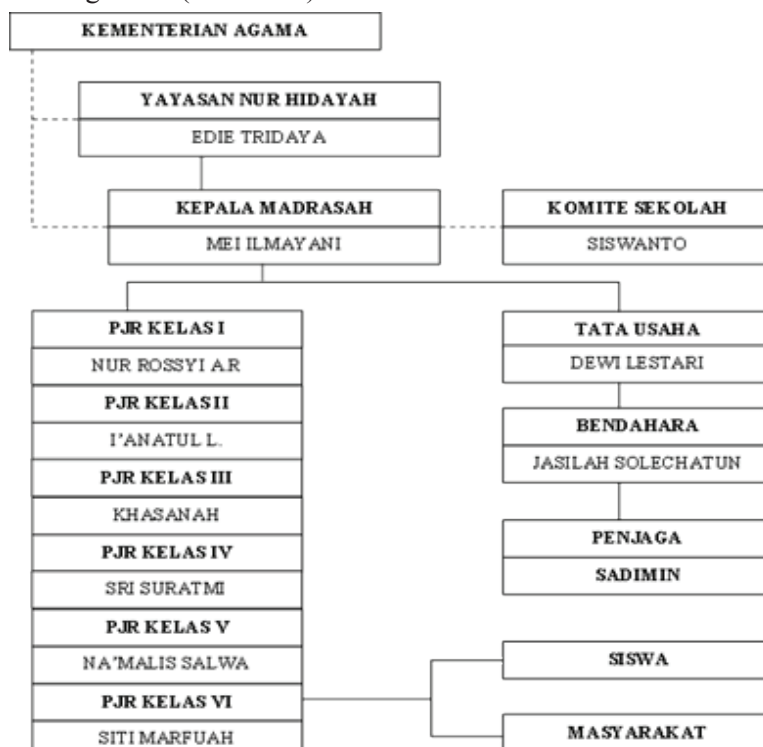 KEMENTERIAN AGAMA
YAYASAN NUR HIDAYAH
EDIE TRIDAYA
KEPALA MADRASAH
MEI ILMAYANI
KOMITE SEKOLAH
SISWANTO
PJR KELAS I
NUR ROSSYI A.R
PJR KELAS II
I'ANATUL L.
PJR KELAS III
KHASANAH
PJR KELAS IV
SRI SURATMI
PJR KELAS V
NA'MALIS SALWA
PJR KELAS VI
SITI MARFUAH
TATA USAHA
DEWI LESTARI
BENDAHARA
JASILAH SOLECHATUN
PENJAGA
SADIMIN
SISWA
MASYARAKAT